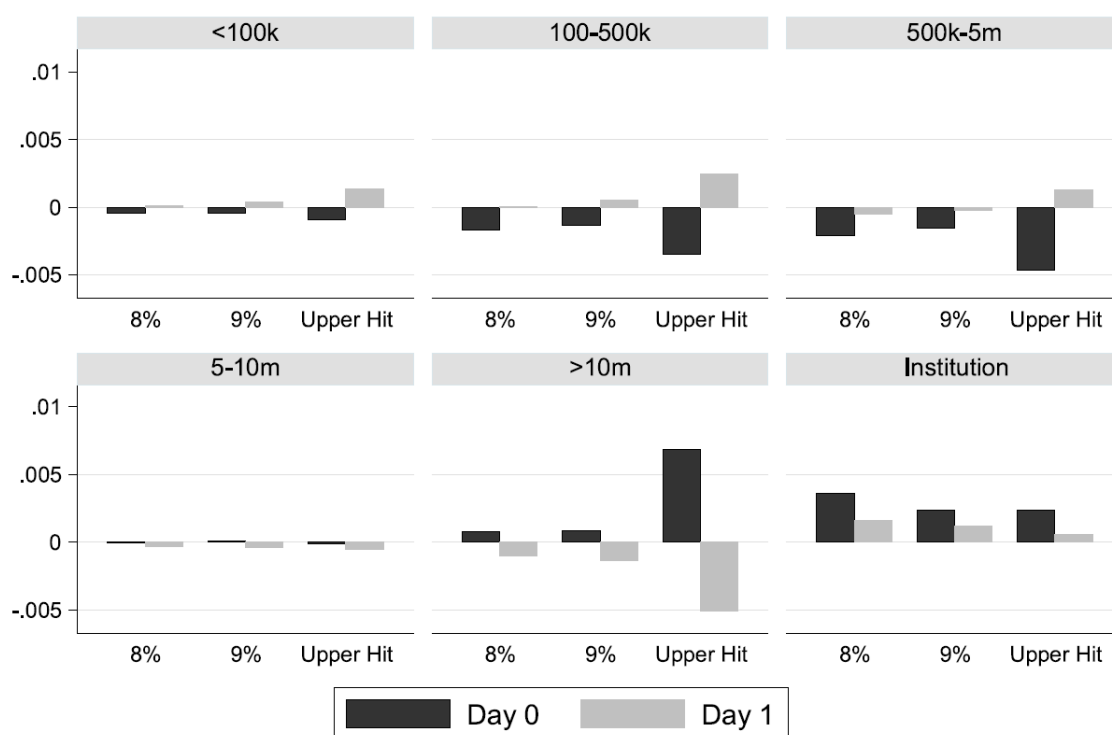 <100k 100-500k 500k-5m
.01
.005
0
-.005
8% 9% Upper Hit 8% 9% Upper Hit 8% 9% Upper Hit
5-10m >10m Institution
.01
.005
0
-.005
8% 9% Upper Hit 8% 9% Upper Hit 8% 9% Upper Hit
Day 0 Day 1